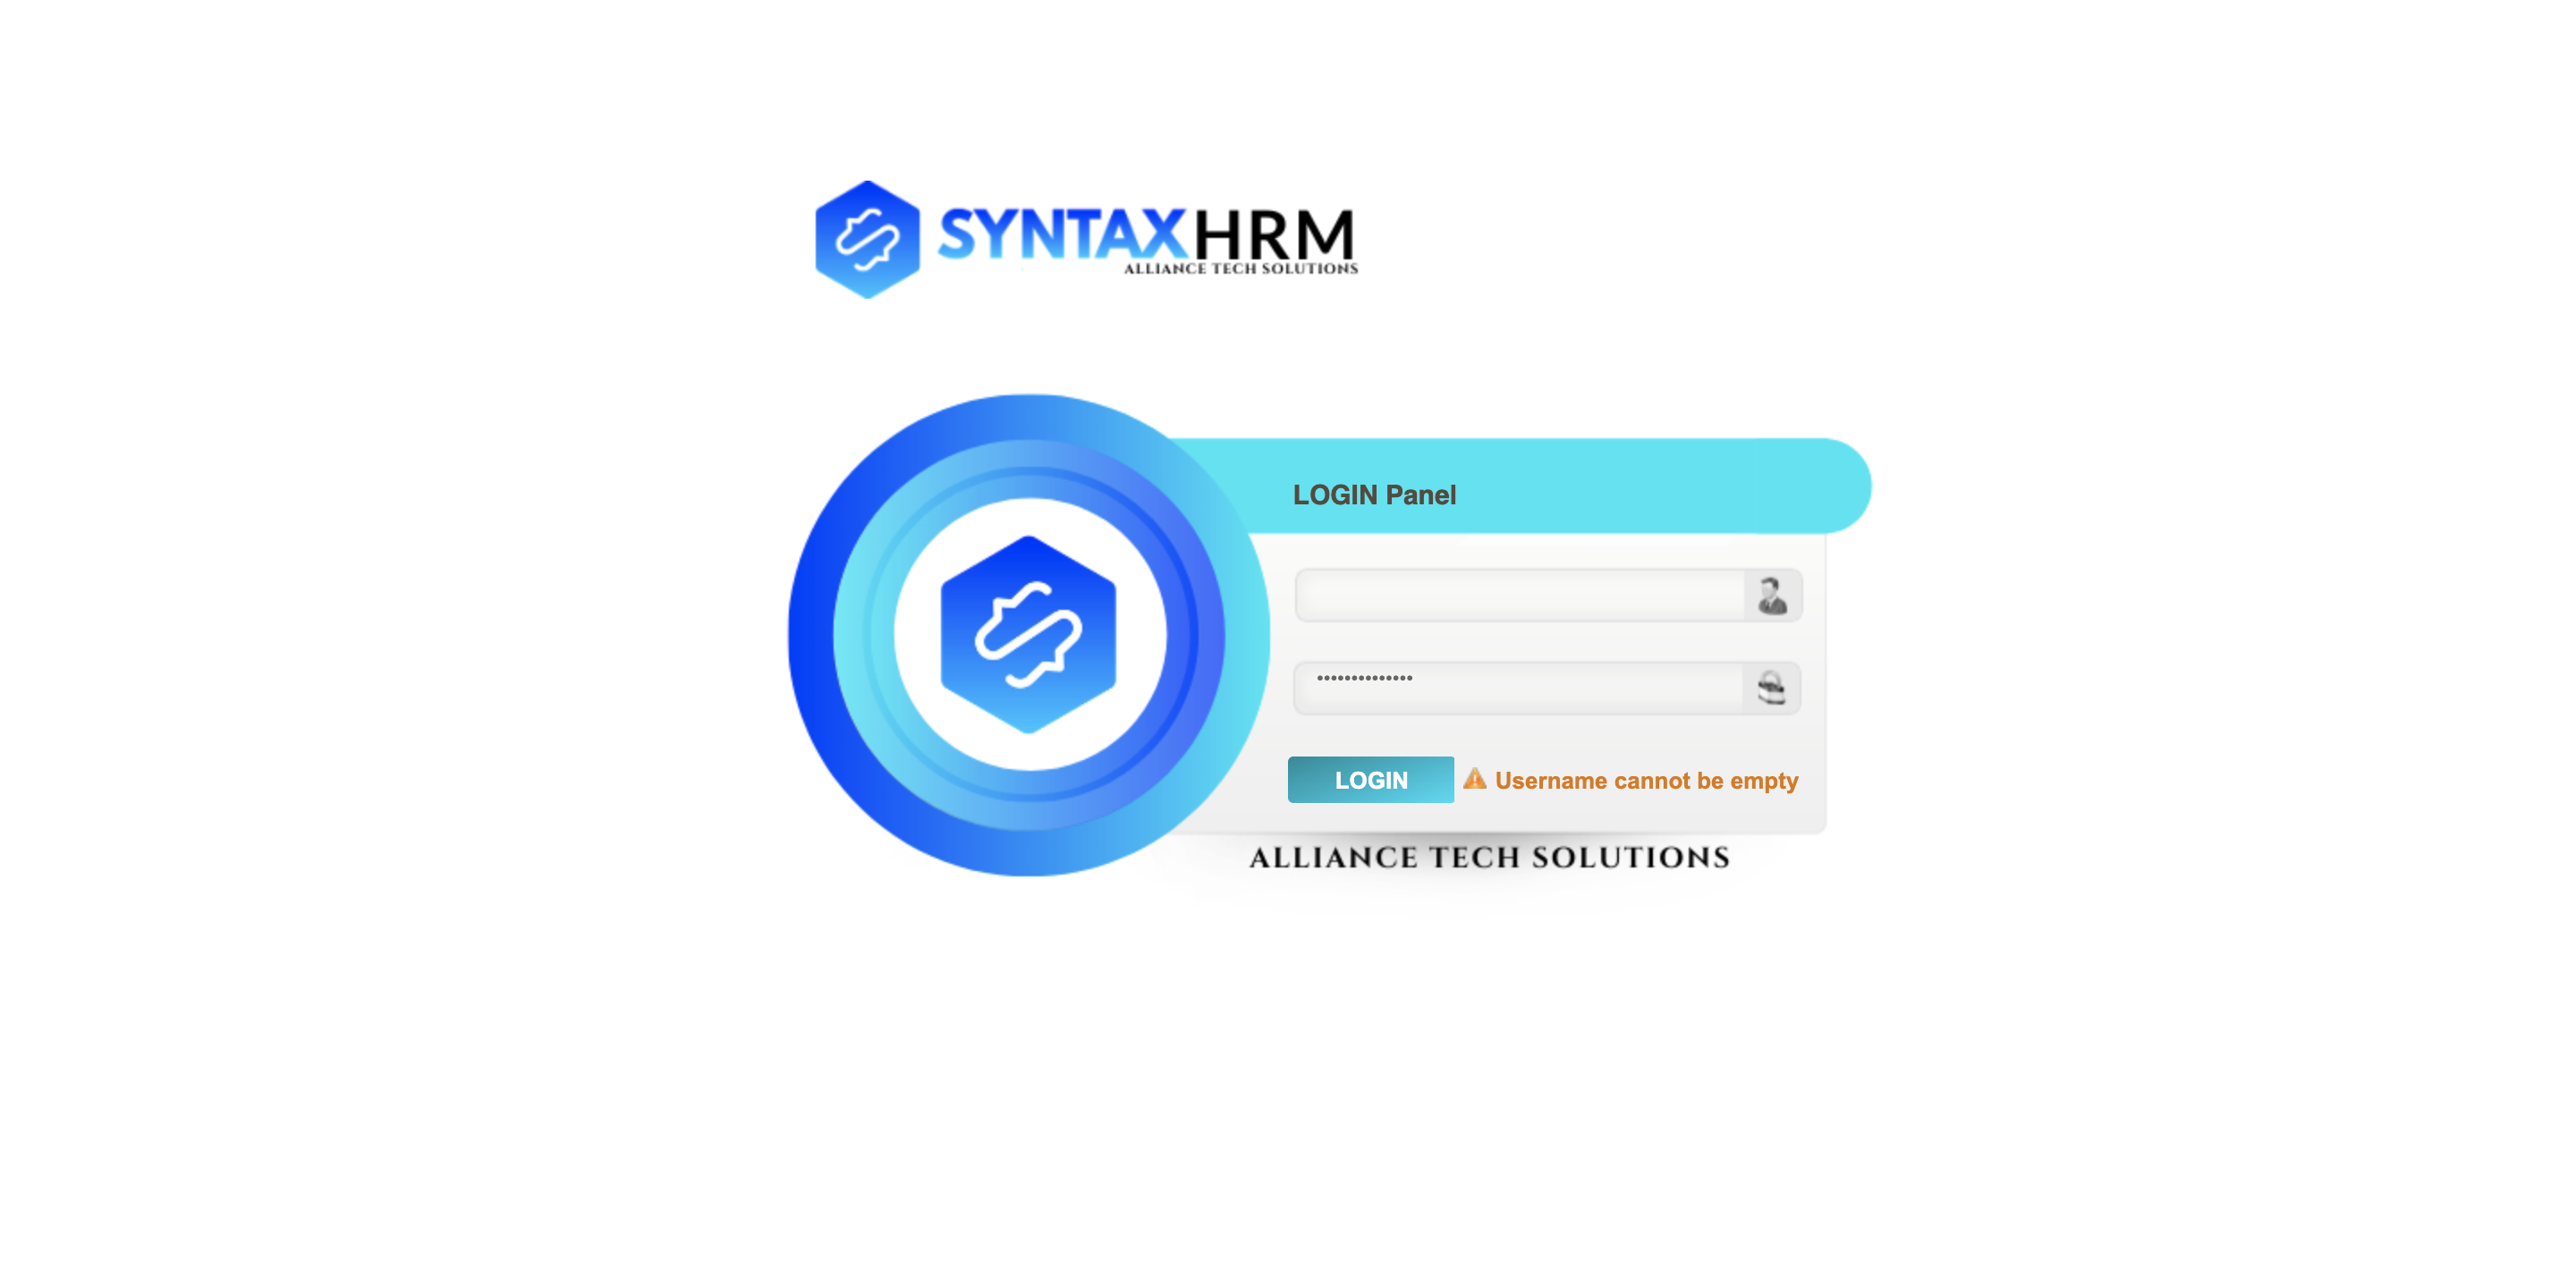 SYNTAXHRM
ALLIANCE TECH SOLUTIONS
LOGIN Panel
••••••••••••••
LOGIN
Username cannot be empty
ALLIANCE TECH SOLUTIONS